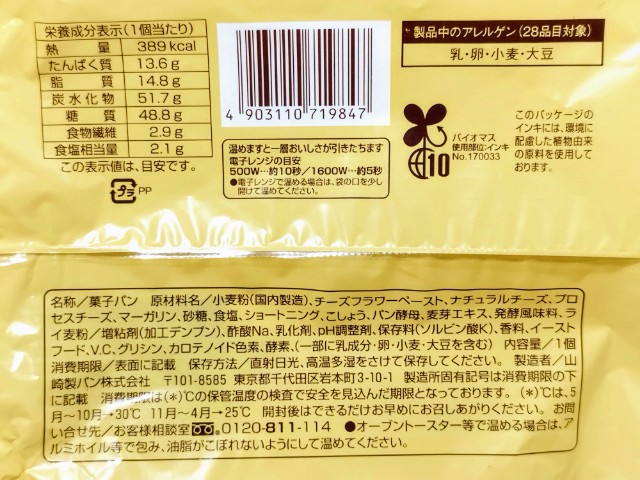 栄養成分表示(1個当たり)
熱量 389kcal
たんぱく質 13.6g
脂質 14.8g
炭水化物 51.7g
糖質 48.8g
食物繊維 2.9g
食塩相当量 2.1g
この表示値は、目安です。
プラ PP
4 903110 719847
温めますと一層おいしさが引きたちます
電子レンジの目安
500W…約10秒/1600W…約5秒
●電子レンジで温める場合は、袋の口を少し
開けて温めてください。
製品中のアレルゲン(28品目対象)
乳・卵・小麦・大豆
10
バイオマス
使用部位:インキ
No.170033
このパッケージの
インキには、環境に
配慮した植物由来
の原料を使用して
おります。
名称/菓子パン 原材料名/小麦粉(国内製造)、チーズフラワーペースト、ナチュラルチーズ、プロ
セスチーズ、マーガリン、砂糖、食塩、ショートニング、こしょう、パン酵母、麦芽エキス、発酵風味料、ラ
イ麦粉/増粘剤(加工デンプン)、酢酸Na、乳化剤、pH調整剤、保存料(ソルビン酸K)、香料、イースト
フード、V.C、グリシン、カロテノイド色素、酵素、(一部に乳成分・卵・小麦・大豆を含む) 内容量/1個
消費期限/表面に記載 保存方法/直射日光、高温多湿をさけて保存してください。 製造者/山
崎製パン株式会社 〒101-8585 東京都千代田区岩本町3-10-1 製造所固有記号は消費期限の下
に記載 消費期限は(*)℃の保管温度の検査で安全を見込んだ期限となっております。(*)℃は、5
月~10月→30℃ 11月~4月→25℃ 開封後はできるだけお早めにお召しあがりください。 お問
い合せ先/お客様相談室 0120-811-114 ●オーブントースター等で温める場合は、ア
ルミホイル等で包み、油脂がこぼれないようにして温めてください。